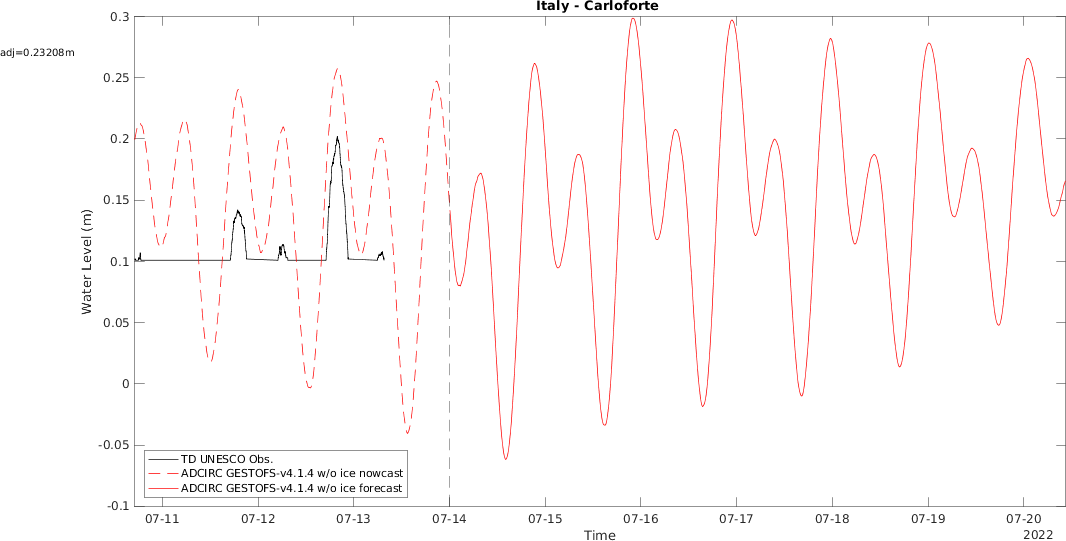 Italy - Carloforte
adj=0.23208m
Water Level (m)
0.3
0.25
0.2
0.15
0.1
0.05
0
-0.05
-0.1
TD UNESCO Obs.
ADCIRC GESTOFS-v4.1.4 w/o ice nowcast
ADCIRC GESTOFS-v4.1.4 w/o ice forecast
07-11 07-12 07-13 07-14 07-15 07-16 07-17 07-18 07-19 07-20
Time
2022